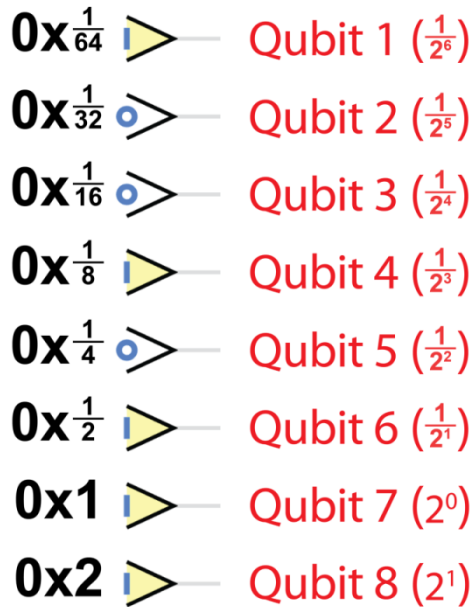 0x1/64 Qubit 1 (1/2⁶)
0x1/32 Qubit 2 (1/2⁵)
0x1/16 Qubit 3 (1/2⁴)
0x1/8 Qubit 4 (1/2³)
0x1/4 Qubit 5 (1/2²)
0x1/2 Qubit 6 (1/2¹)
0x1 Qubit 7 (2⁰)
0x2 Qubit 8 (2¹)